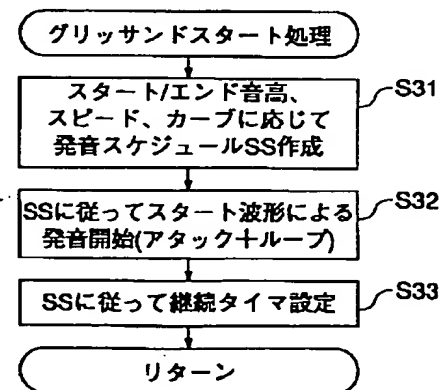 グリッサンドスタート処理
スタート/エンド音高、
スピード、カーブに応じて
発音スケジュールSS作成
S31
SSに従ってスタート波形による
発音開始(アタック+ループ)
S32
SSに従って継続タイマ設定
S33
リターン